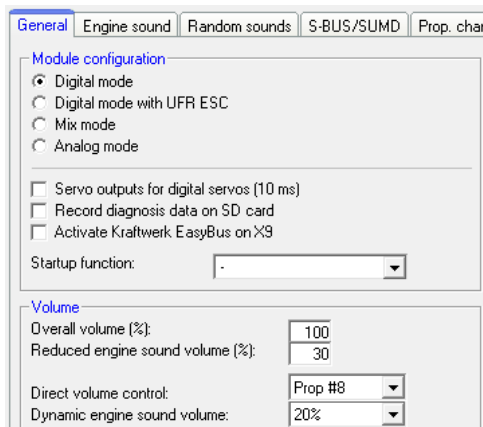 General Engine sound Random sounds S-BUS/SUMD Prop.
Module configuration
Digital mode
Digital mode with UFR ESC
Mix mode
Analog mode
Servo outputs for digital servos (10 ms)
Record diagnosis data on SD card
Activate Kraftwerk EasyBus on X9
Startup function: -
Volume
Overall volume (%): 100
Reduced engine sound volume (%): 30
Direct volume control: Prop #8
Dynamic engine sound volume: 20%